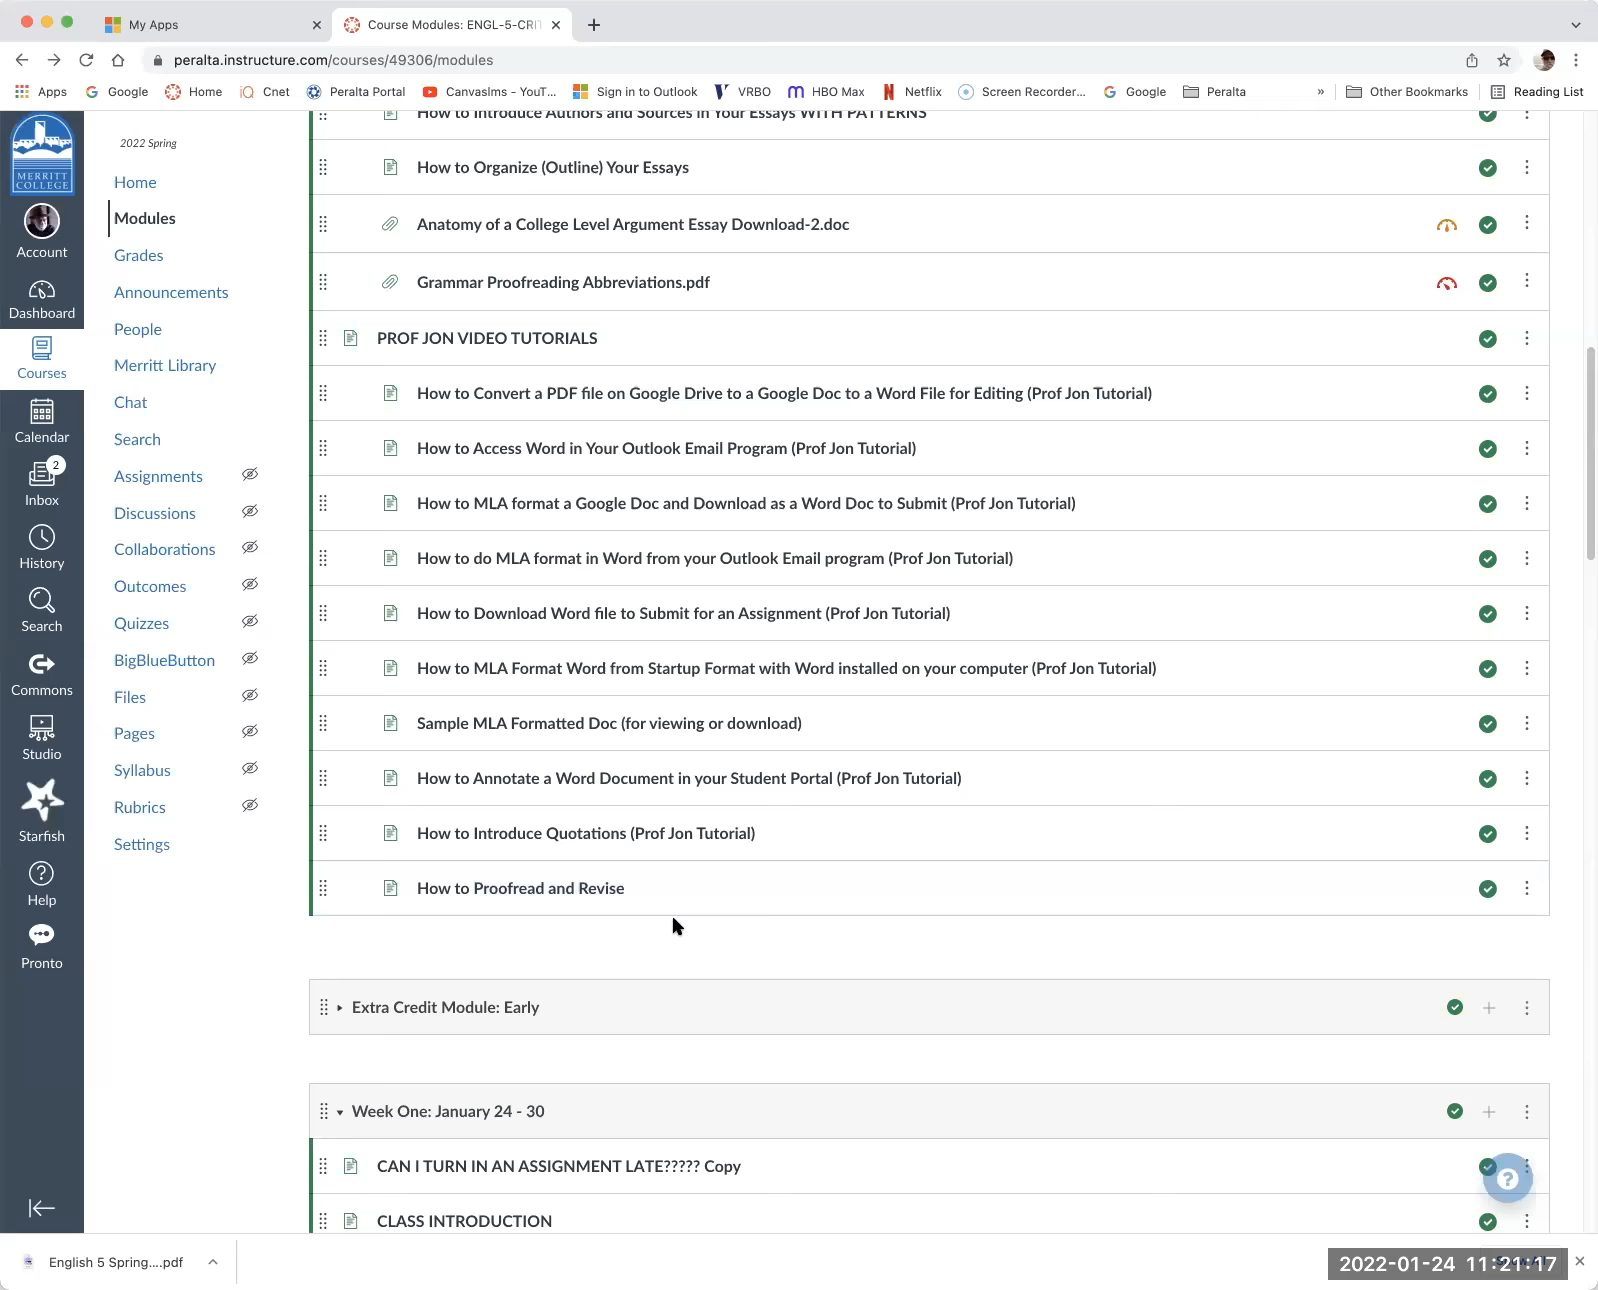 My Apps
Course Modules: ENGL-5-CRIT
peralta.instructure.com/courses/49306/modules
Apps
Google
Home
Cnet
Peralta Portal
Canvaslms - YouT...
Sign in to Outlook
VRBO
HBO Max
Netflix
Screen Recorder...
Google
Peralta
»
Other Bookmarks
Reading List
MERRITT
COLLEGE
Account
Dashboard
Courses
Calendar
2
Inbox
History
Search
Commons
Studio
Starfish
Help
Pronto
2022 Spring
Home
Modules
Grades
Announcements
People
Merritt Library
Chat
Search
Assignments
Discussions
Collaborations
Outcomes
Quizzes
BigBlueButton
Files
Pages
Syllabus
Rubrics
Settings
How to Introduce Authors and Sources in Your Essays WITH PATTERNS
How to Organize (Outline) Your Essays
Anatomy of a College Level Argument Essay Download-2.doc
Grammar Proofreading Abbreviations.pdf
PROF JON VIDEO TUTORIALS
How to Convert a PDF file on Google Drive to a Google Doc to a Word File for Editing (Prof Jon Tutorial)
How to Access Word in Your Outlook Email Program (Prof Jon Tutorial)
How to MLA format a Google Doc and Download as a Word Doc to Submit (Prof Jon Tutorial)
How to do MLA format in Word from your Outlook Email program (Prof Jon Tutorial)
How to Download Word file to Submit for an Assignment (Prof Jon Tutorial)
How to MLA Format Word from Startup Format with Word installed on your computer (Prof Jon Tutorial)
Sample MLA Formatted Doc (for viewing or download)
How to Annotate a Word Document in your Student Portal (Prof Jon Tutorial)
How to Introduce Quotations (Prof Jon Tutorial)
How to Proofread and Revise
Extra Credit Module: Early
Week One: January 24 - 30
CAN I TURN IN AN ASSIGNMENT LATE????? Copy
CLASS INTRODUCTION
English 5 Spring....pdf
2022-01-24 11:21:17